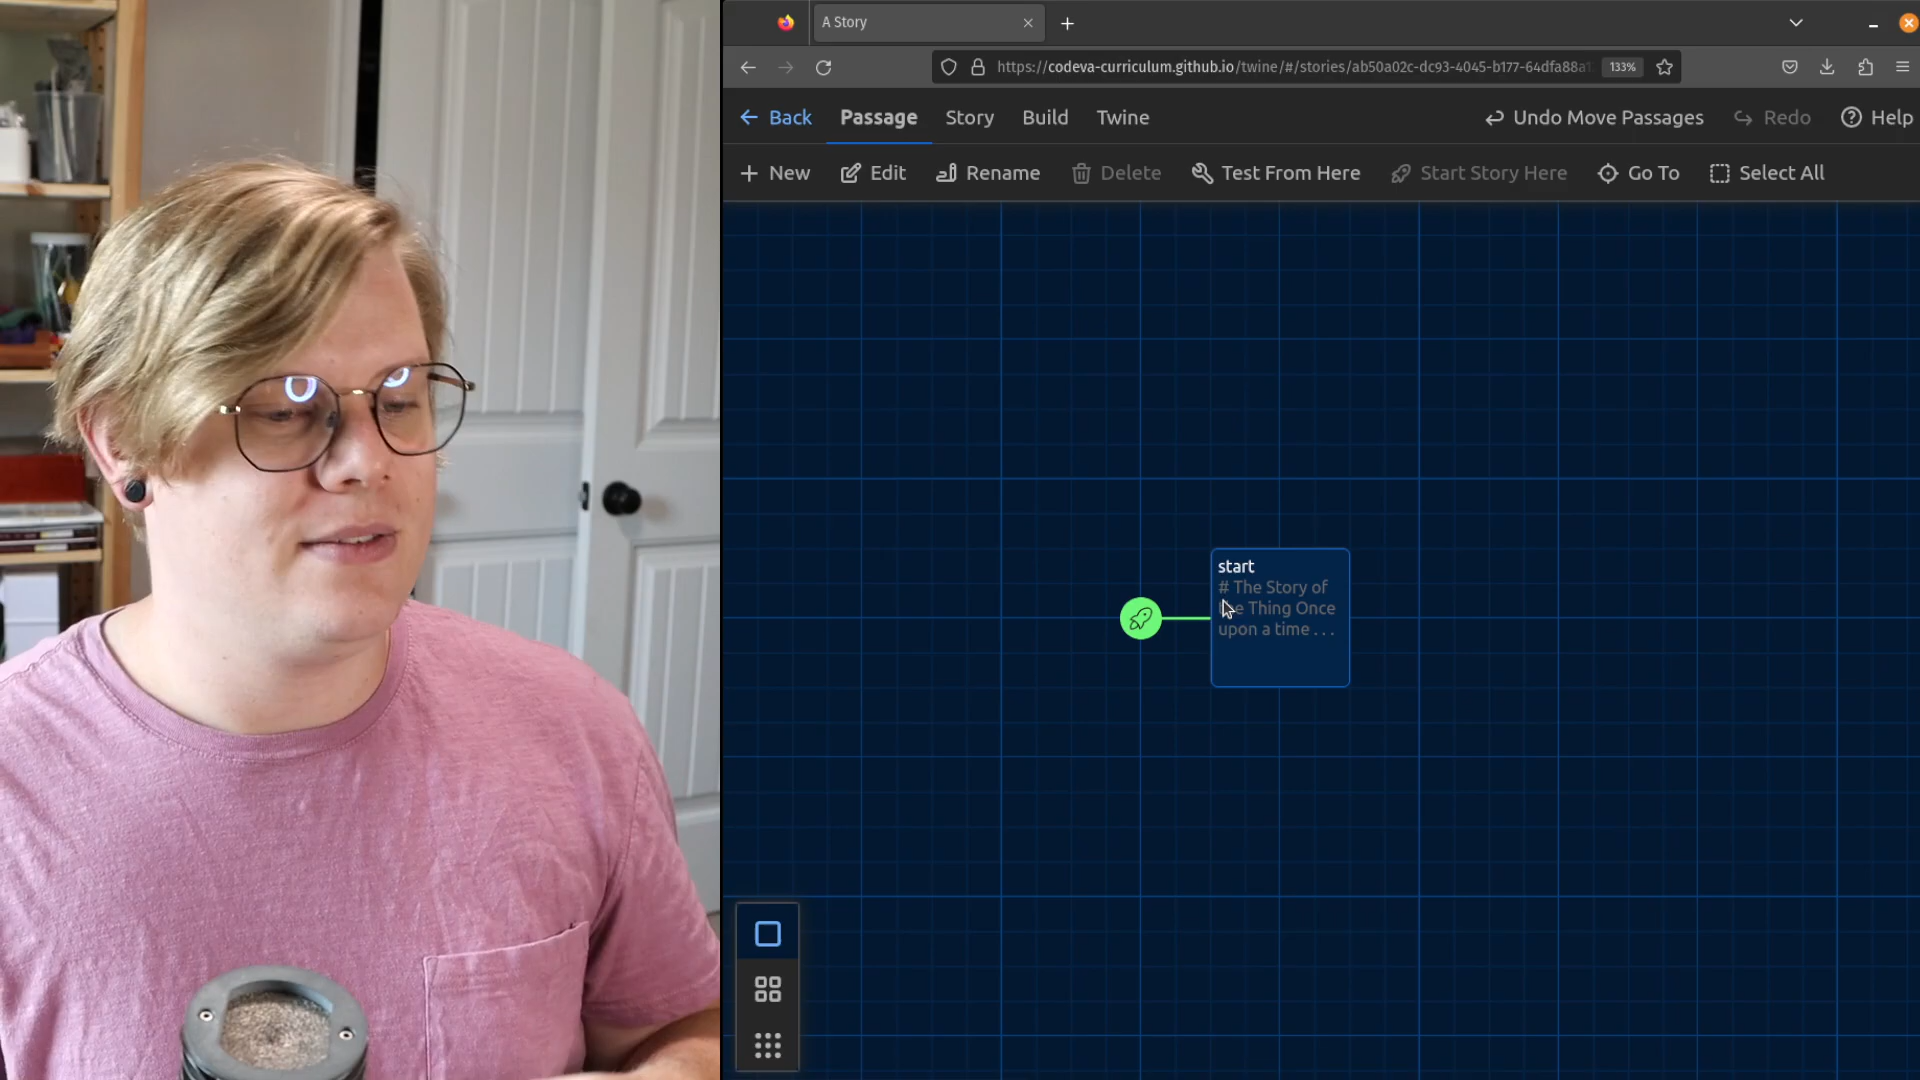 A Story
https://codeva-curriculum.github.io/twine/#/stories/ab50a02c-dc93-4045-b177-64dfa88a1
133%
Back Passage Story Build Twine Undo Move Passages Redo Help
New Edit Rename Delete Test From Here Start Story Here Go To Select All
start
# The Story of
Thing Once
upon a time . . .